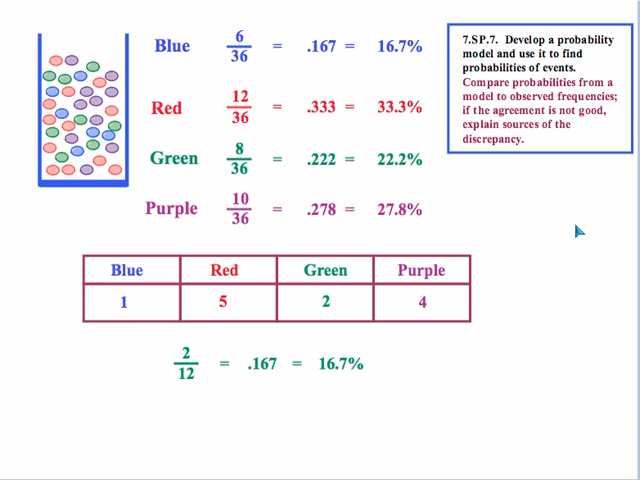 Blue 6/36 = .167 = 16.7%
Red 12/36 = .333 = 33.3%
Green 8/36 = .222 = 22.2%
Purple 10/36 = .278 = 27.8%
7.SP.7. Develop a probability
model and use it to find
probabilities of events.
Compare probabilities from a
model to observed frequencies;
if the agreement is not good,
explain sources of the
discrepancy.
Blue Red Green Purple
1 5 2 4
2/12 = .167 = 16.7%